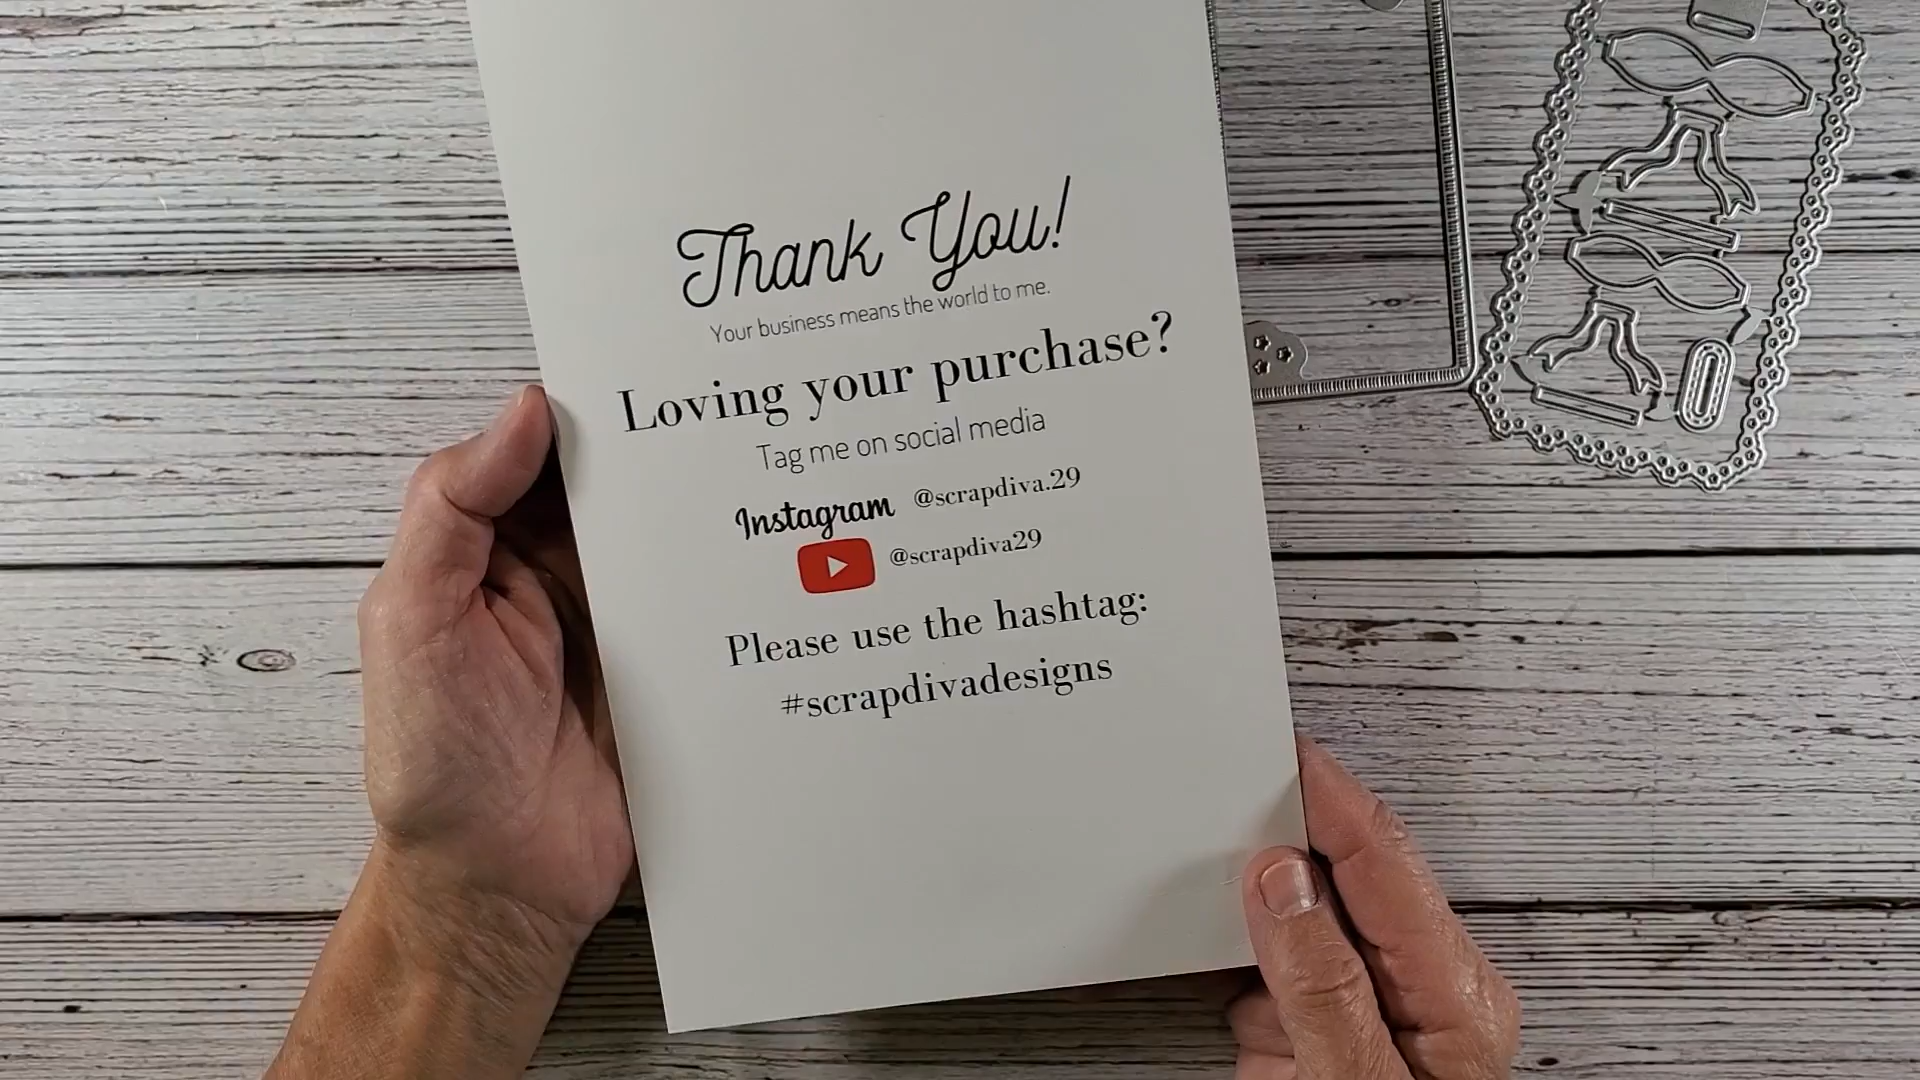 Thank You!
Your business means the world to me.
Loving your purchase?
Tag me on social media
Instagram @scrapdiva.29
@scrapdiva29
Please use the hashtag:
#scrapdivadesigns